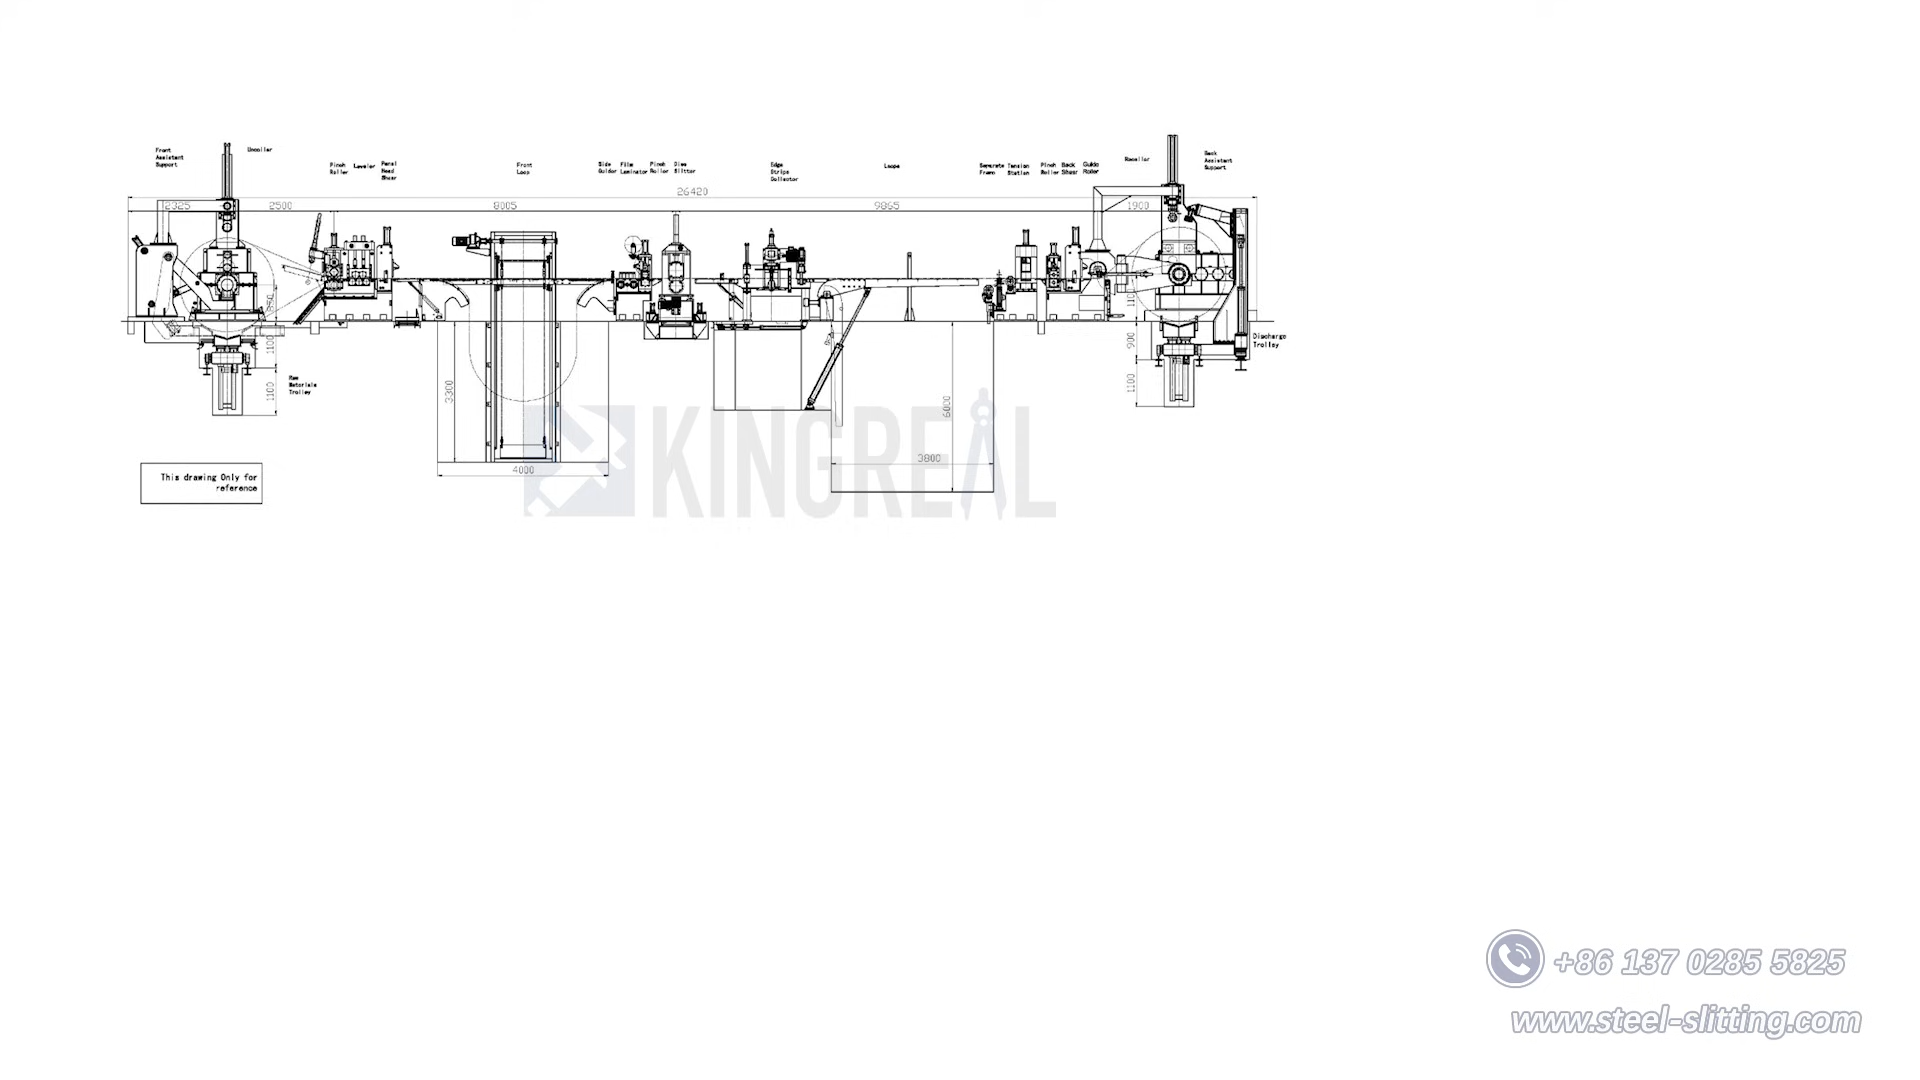 Front
Assistant
Support
Uncoiler
Pinch
Roller
Leveler
Panel
Head
Shear
Front
Loop
Side
Guider
Film
Laminator
Pinch
Roller
Disc
Slitter
Edge
Strips
Collector
Loops
Seperate
Frame
Tension
Station
Pinch
Roller
Back
Shear
Guide
Roller
Recoiler
Back
Assistant
Support
26420
2325
2500
8005
9865
1900
1100
1100
Raw
Materials
Trolley
3300
4000
6000
3800
900
1100
Discharge
Trolley
This drawing Only for
reference
KINGREAL
+86 137 0285 5825
www.steel-slitting.com